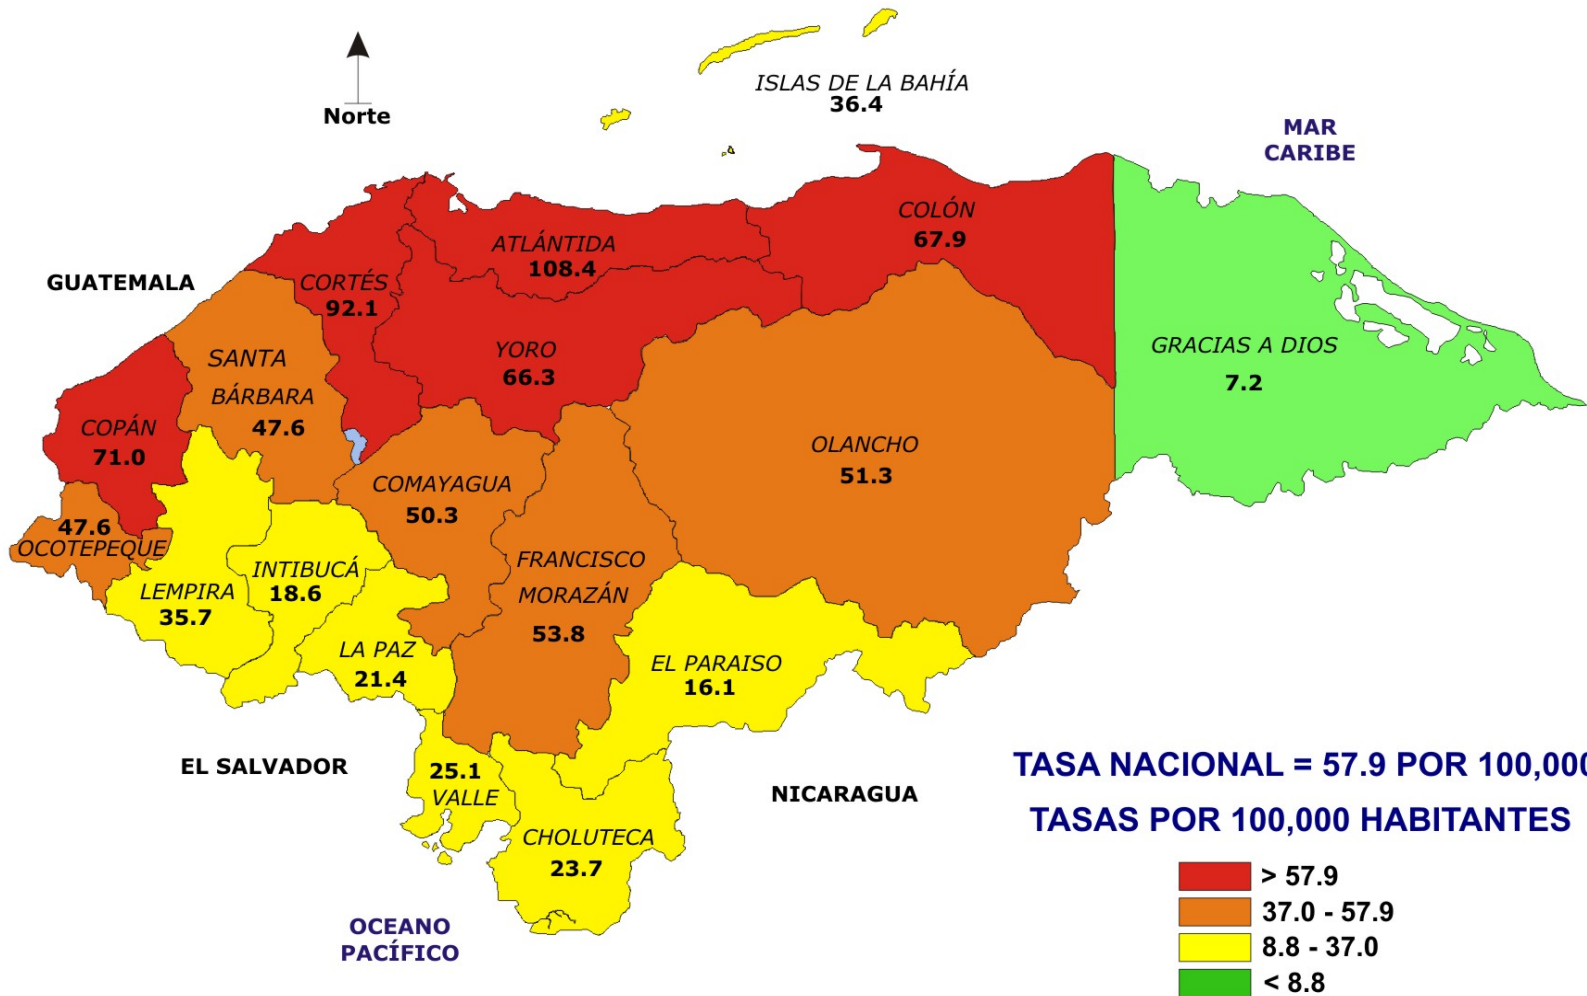 Norte
ISLAS DE LA BAHÍA
36.4
MAR
CARIBE
GUATEMALA
CORTÉS
92.1
ATLÁNTIDA
108.4
COLÓN
67.9
GRACIAS A DIOS
7.2
SANTA
BÁRBARA
47.6
YORO
66.3
COPÁN
71.0
OLANCHO
51.3
COMAYAGUA
50.3
47.6
OCOTEPEQUE
LEMPIRA
35.7
INTIBUCÁ
18.6
FRANCISCO
MORAZÁN
53.8
LA PAZ
21.4
EL PARAISO
16.1
EL SALVADOR
25.1
VALLE
NICARAGUA
CHOLUTECA
23.7
OCEANO
PACÍFICO
TASA NACIONAL = 57.9 POR 100,000
TASAS POR 100,000 HABITANTES
> 57.9
37.0 - 57.9
8.8 - 37.0
< 8.8